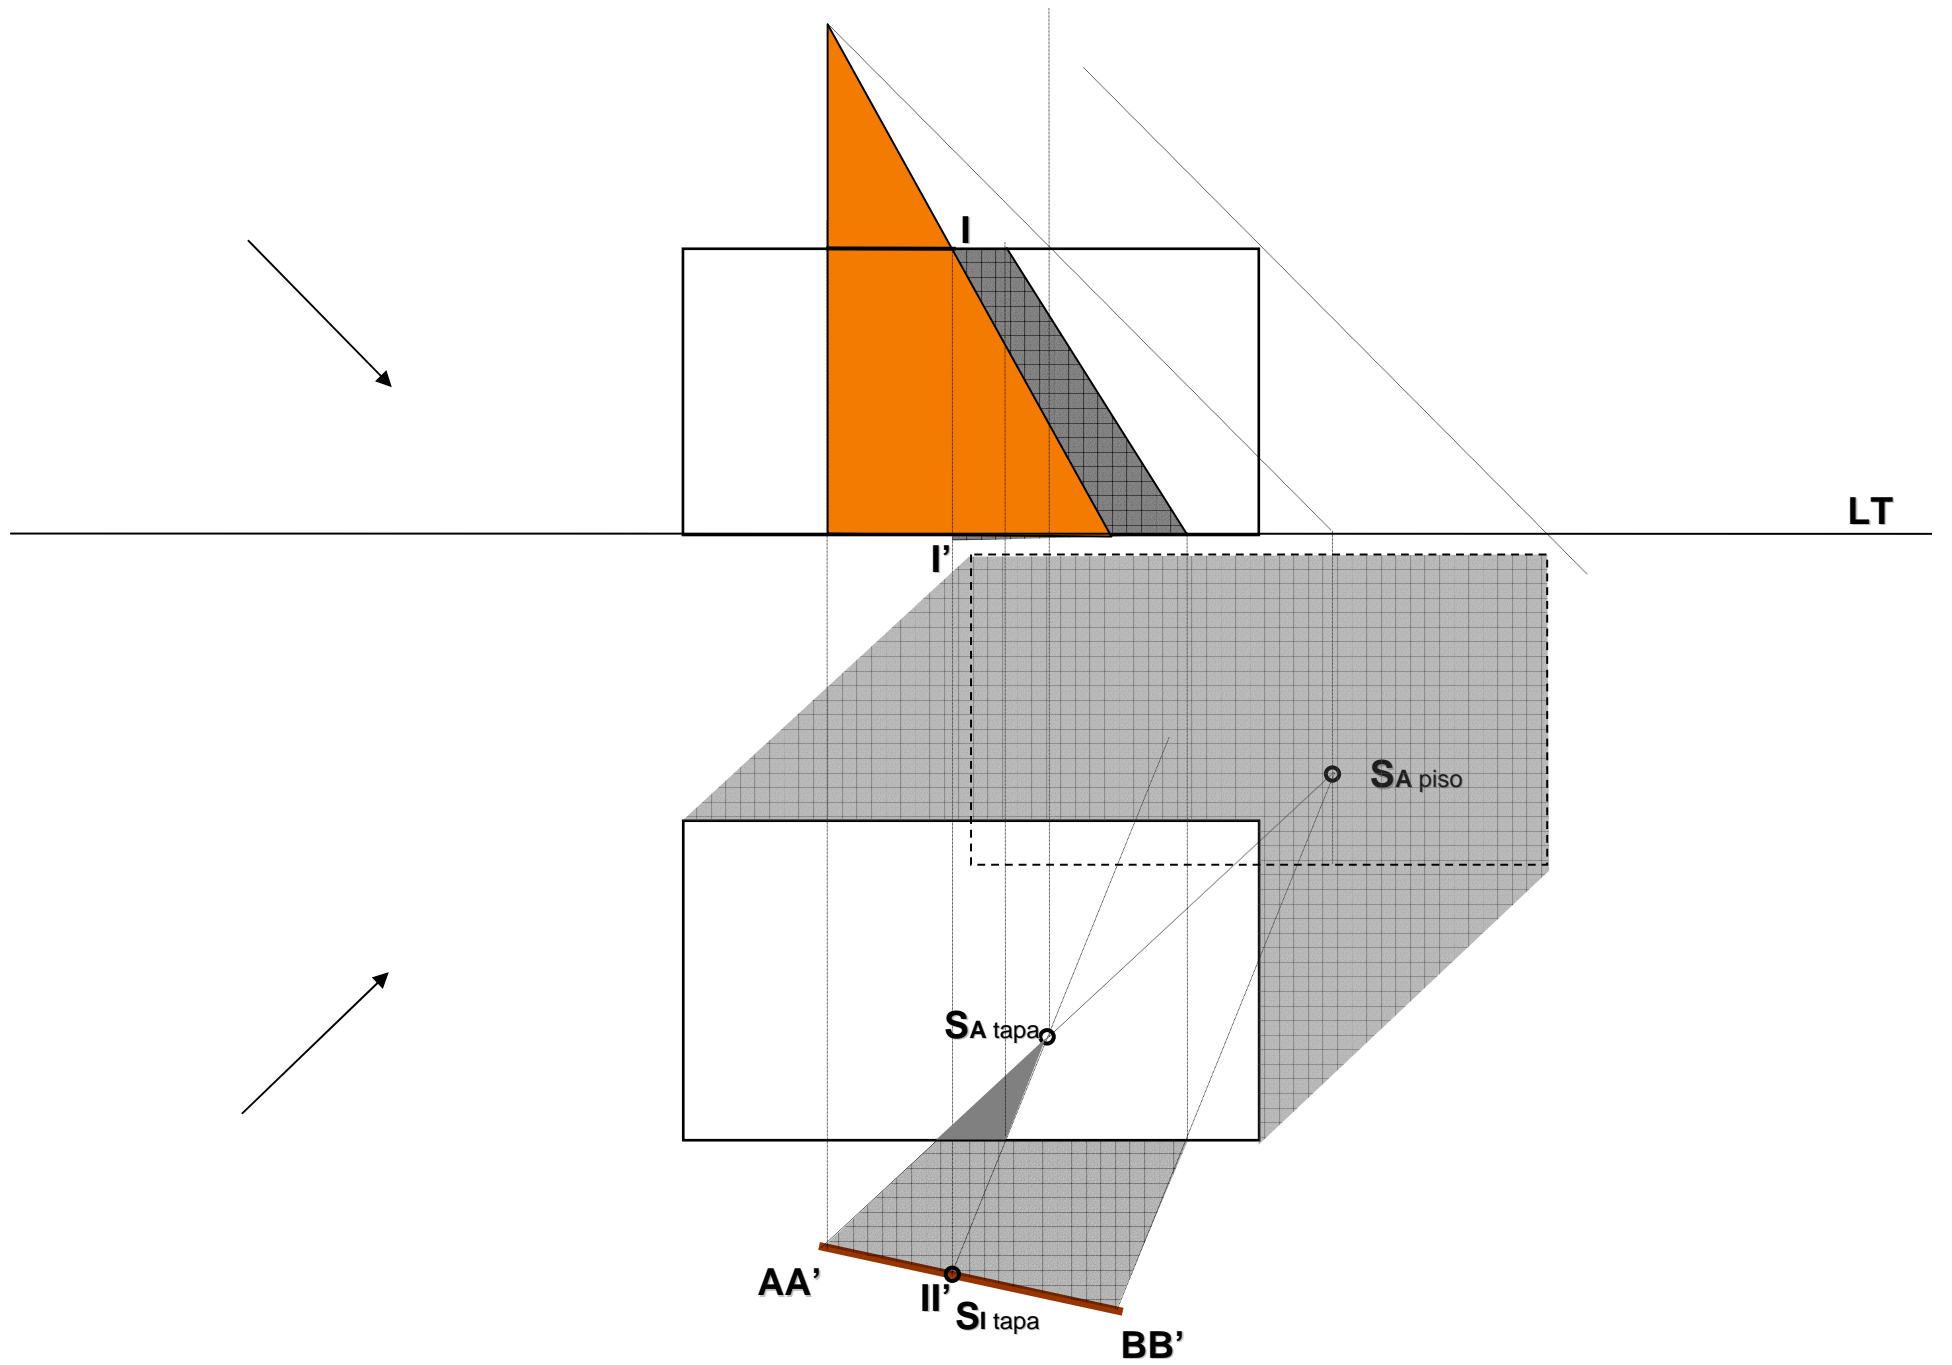 I
LT
I’
SA piso
SA tapa
AA’
II’
SI tapa
BB’